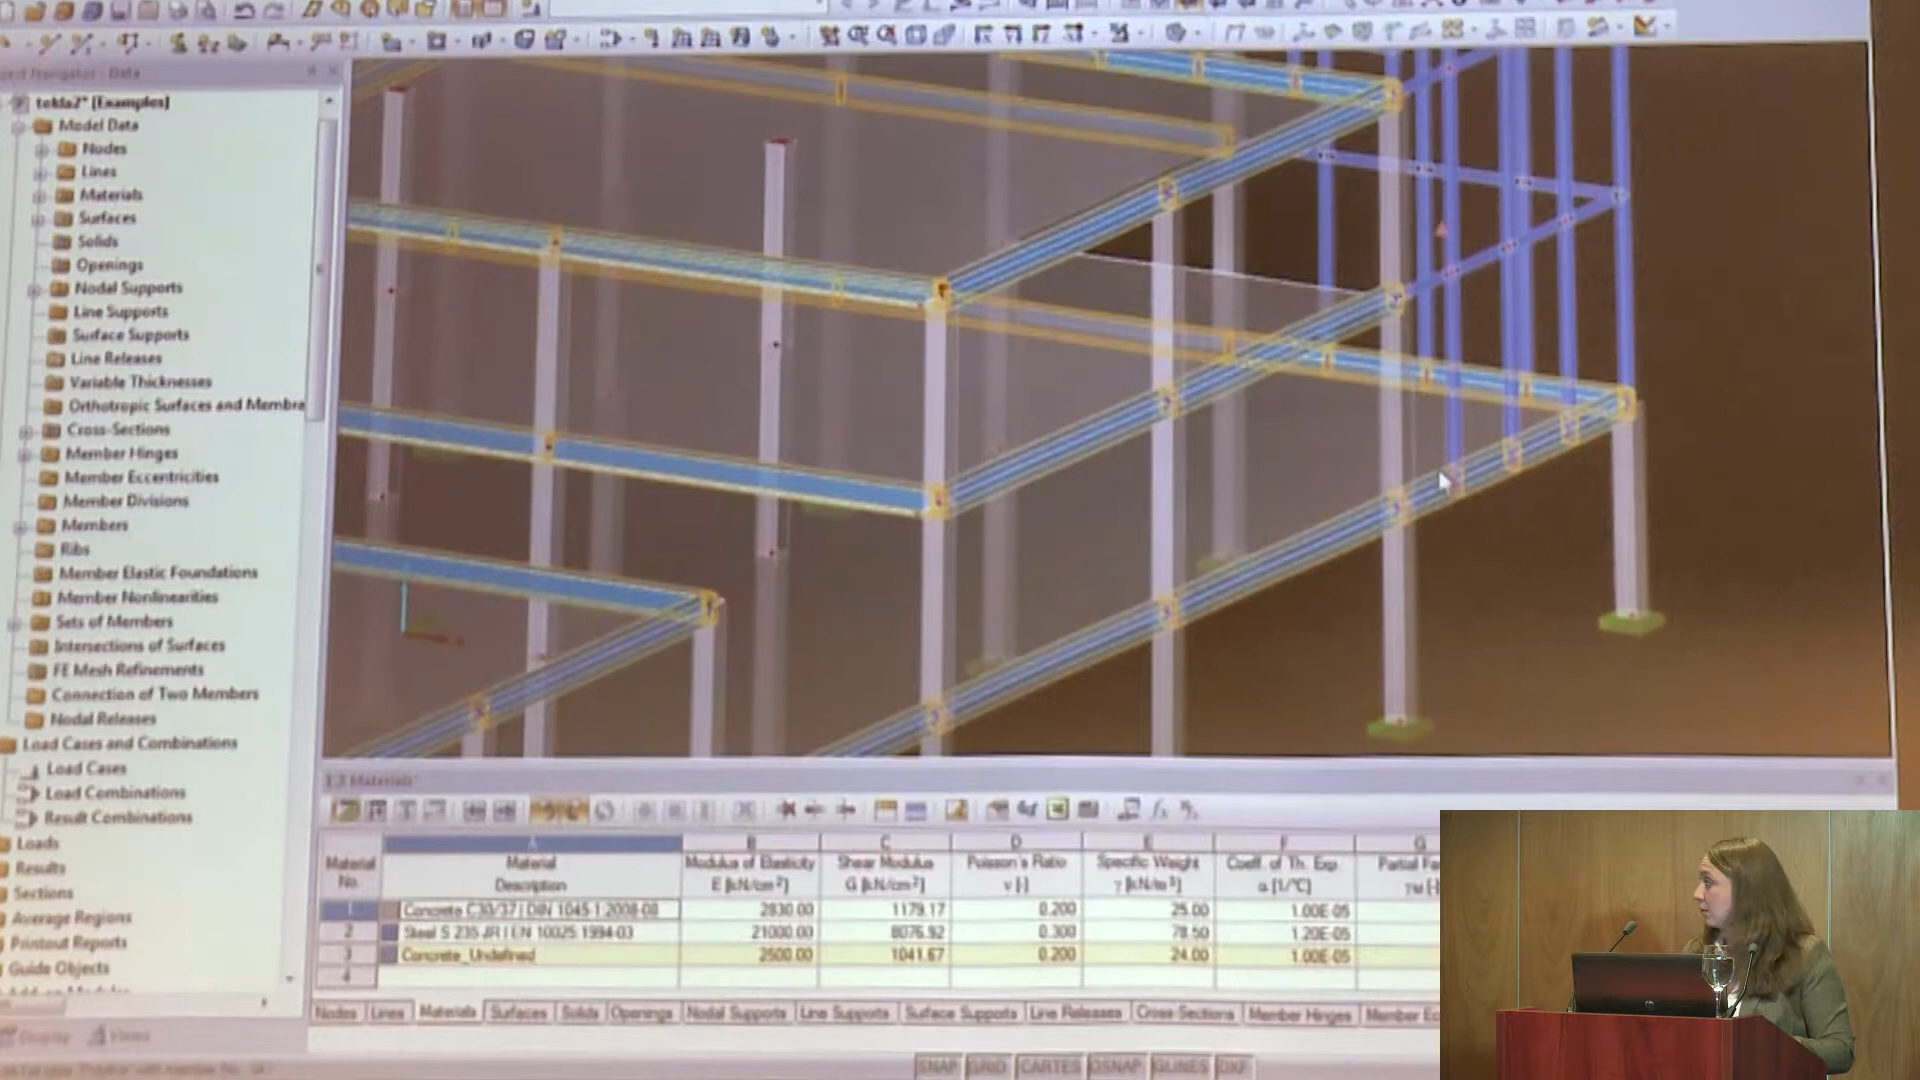 tekla2* [Examples]
Model Data
Nodes
Lines
Materials
Surfaces
Solids
Openings
Nodal Supports
Line Supports
Surface Supports
Line Releases
Variable Thicknesses
Orthotropic Surfaces and Membra
Cross-Sections
Member Hinges
Member Eccentricities
Member Divisions
Members
Ribs
Member Elastic Foundations
Member Nonlinearities
Sets of Members
Intersections of Surfaces
FE Mesh Refinements
Connection of Two Members
Nodal Releases
Load Cases and Combinations
Load Cases
Load Combinations
Result Combinations
Loads
Results
Sections
Average Regions
Printout Reports
Guide Objects
Display Views
1.3 Materials
A B C D E F G
Material Material Modulus of Elasticity Shear Modulus Poisson's Ratio Specific Weight Coeff. of Th. Exp. Partial Fa
No. Description E [kN/cm²] G [kN/cm²] ν [-] γ [kN/m³] α [1/°C]
1 Concrete C30/37 | DIN 1045-1:2008-08 2830.00 1179.17 0.200 25.00 1.00E-05
2 Steel S 235 JR | EN 10025:1994-03 21000.00 8076.92 0.300 78.50 1.20E-05
3 Concrete_Undefined 2500.00 1041.67 0.200 24.00 1.00E-05
4
Nodes Lines Materials Surfaces Solids Openings Nodal Supports Line Supports Surface Supports Line Releases Cross-Sections Member Hinges Member Ec
SNAP GRID CARTES OSNAP GLINES DXF